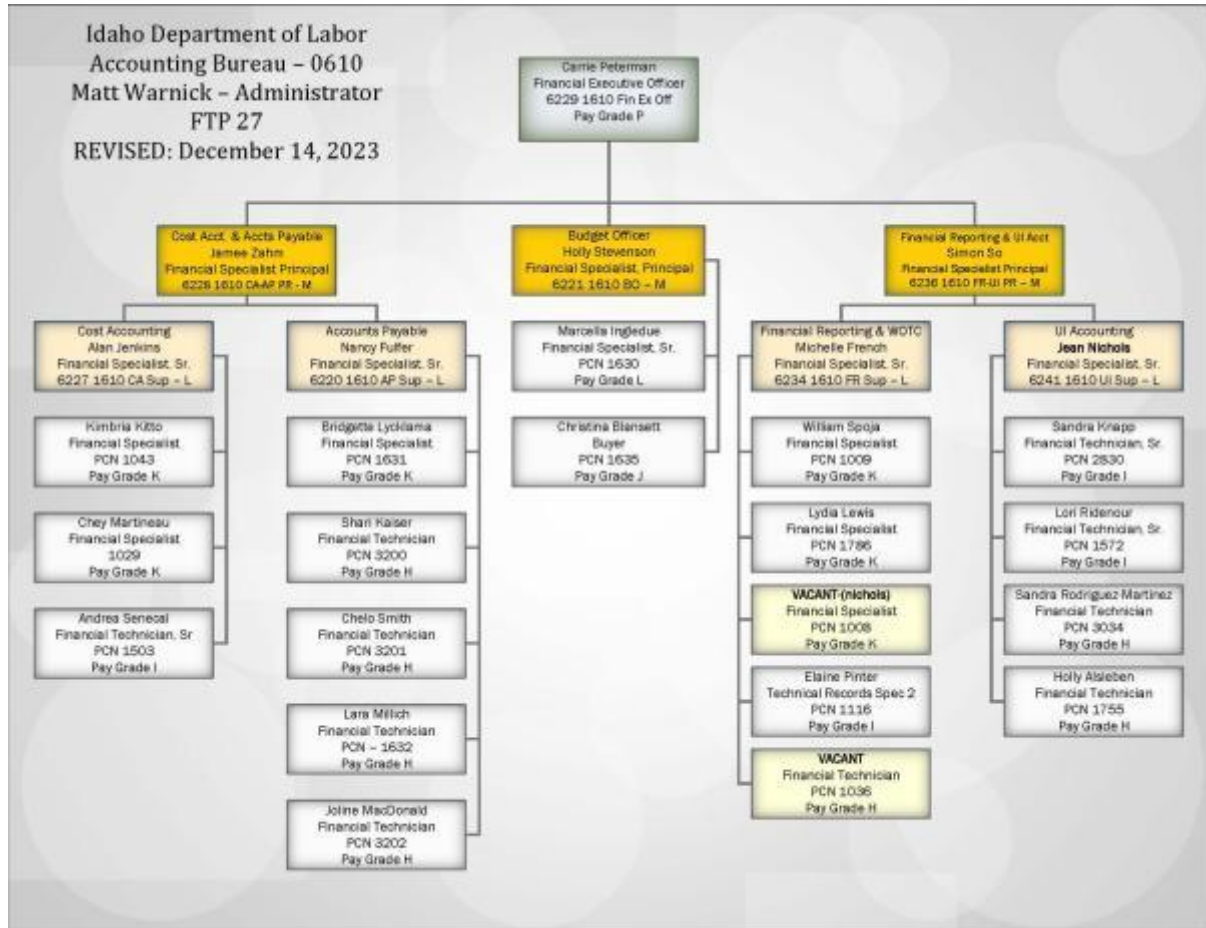 Idaho Department of Labor
Accounting Bureau – 0610
Matt Warnick – Administrator
FTP 27
REVISED: December 14, 2023
Carrie Peterman
Financial Executive Officer
6229 1610 Fin Ex Off
Pay Grade P
Cost Acct. & Accts Payable
Jamee Zahm
Financial Specialist Principal
6228 1610 CA-AP PR - M
Budget Officer
Holly Stevenson
Financial Specialist, Principal
6221 1610 BO – M
Financial Reporting & UI Acct
Simon So
Financial Specialist Principal
6236 1610 FR-UI PR – M
Cost Accounting
Alan Jenkins
Financial Specialist, Sr.
6227 1610 CA Sup – L
Kimbria Kitto
Financial Specialist
PCN 1043
Pay Grade K
Chey Martineau
Financial Specialist
1029
Pay Grade K
Andrea Senecal
Financial Technician, Sr
PCN 1503
Pay Grade I
Accounts Payable
Nancy Fulfer
Financial Specialist, Sr.
6220 1610 AP Sup – L
Bridgette Lycklama
Financial Specialist
PCN 1631
Pay Grade K
Shari Kaiser
Financial Technician
PCN 3200
Pay Grade H
Chelo Smith
Financial Technician
PCN 3201
Pay Grade H
Lara Millich
Financial Technician
PCN – 1632
Pay Grade H
Joline MacDonald
Financial Technician
PCN 3202
Pay Grade H
Marcella Ingledue
Financial Specialist, Sr.
PCN 1630
Pay Grade L
Christina Blansett
Buyer
PCN 1635
Pay Grade J
Financial Reporting & WOTC
Michelle French
Financial Specialist, Sr.
6234 1610 FR Sup – L
William Spoja
Financial Specialist
PCN 1009
Pay Grade K
Lydia Lewis
Financial Specialist
PCN 1786
Pay Grade K
VACANT-(nichols)
Financial Specialist
PCN 1008
Pay Grade K
Elaine Pinter
Technical Records Spec 2
PCN 1116
Pay Grade I
VACANT
Financial Technician
PCN 1036
Pay Grade H
UI Accounting
Jean Nichols
Financial Specialist, Sr.
6241 1610 UI Sup – L
Sandra Knapp
Financial Technician, Sr.
PCN 2830
Pay Grade I
Lori Ridenour
Financial Technician, Sr.
PCN 1572
Pay Grade I
Sandra Rodriguez-Martinez
Financial Technician
PCN 3034
Pay Grade H
Holly Alsleben
Financial Technician
PCN 1755
Pay Grade H